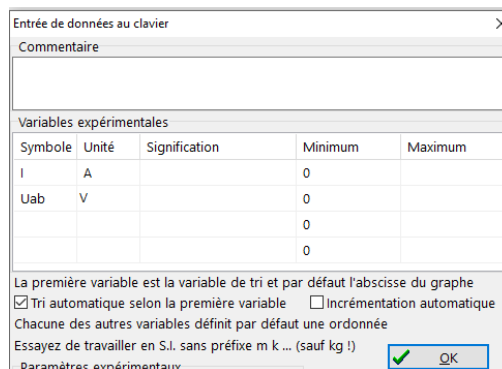 Entrée de données au clavier
Commentaire
Variables expérimentales
Symbole Unité Signification Minimum Maximum
I A 0
Uab V 0
0
0
La première variable est la variable de tri et par défaut l'abscisse du graphe
Tri automatique selon la première variable Incrémentation automatique
Chacune des autres variables définit par défaut une ordonnée
Essayez de travailler en S.I. sans préfixe m k ... (sauf kg !)
OK
Paramètres expérimentaux